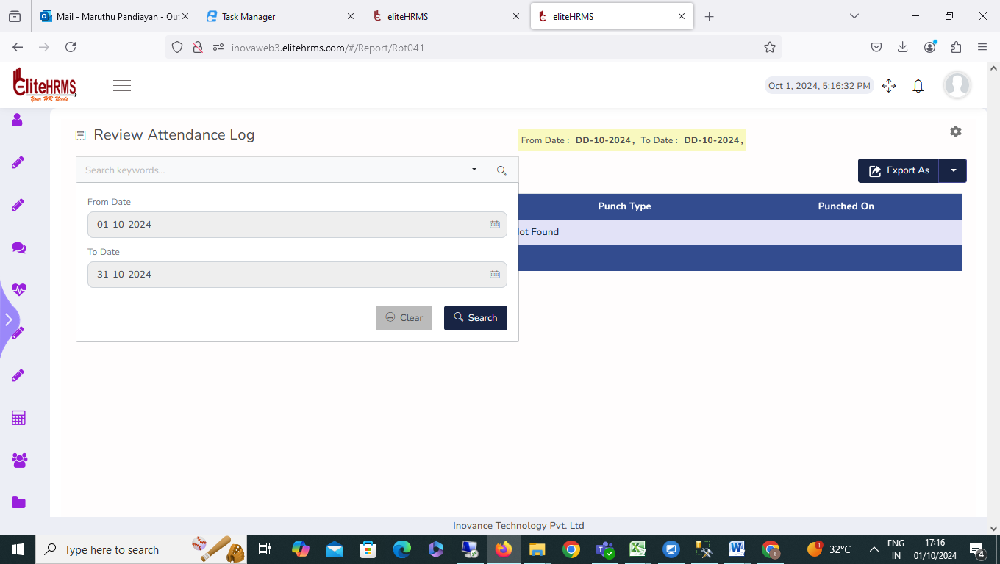 Mail - Maruthu Pandiayan - Ou
Task Manager
eliteHRMS
eliteHRMS
inovaweb3.elitehrms.com/#/Report/Rpt041
EliteHRMS
Your HR Needs
Oct 1, 2024, 5:16:32 PM
Review Attendance Log
From Date : DD-10-2024 , To Date : DD-10-2024 ,
Search keywords...
Export As
From Date
Punch Type
Punched On
01-10-2024
ot Found
To Date
31-10-2024
Clear
Search
Inovance Technology Pvt. Ltd
Type here to search
1
32°C
ENG
IN
17:16
01/10/2024
4